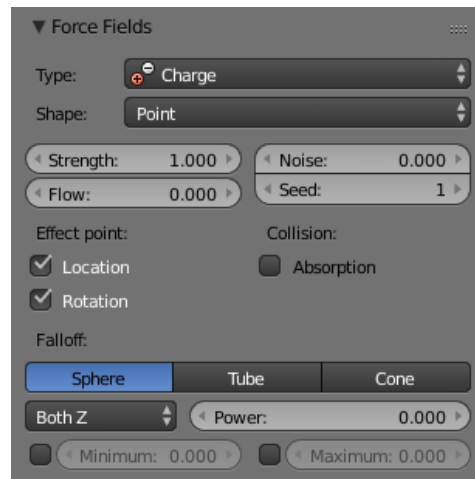 Force Fields
Type: Charge
Shape: Point
Strength: 1.000 Noise: 0.000
Flow: 0.000 Seed: 1
Effect point: Collision:
Location Absorption
Rotation
Falloff:
Sphere Tube Cone
Both Z Power: 0.000
Minimum: 0.000 Maximum: 0.000